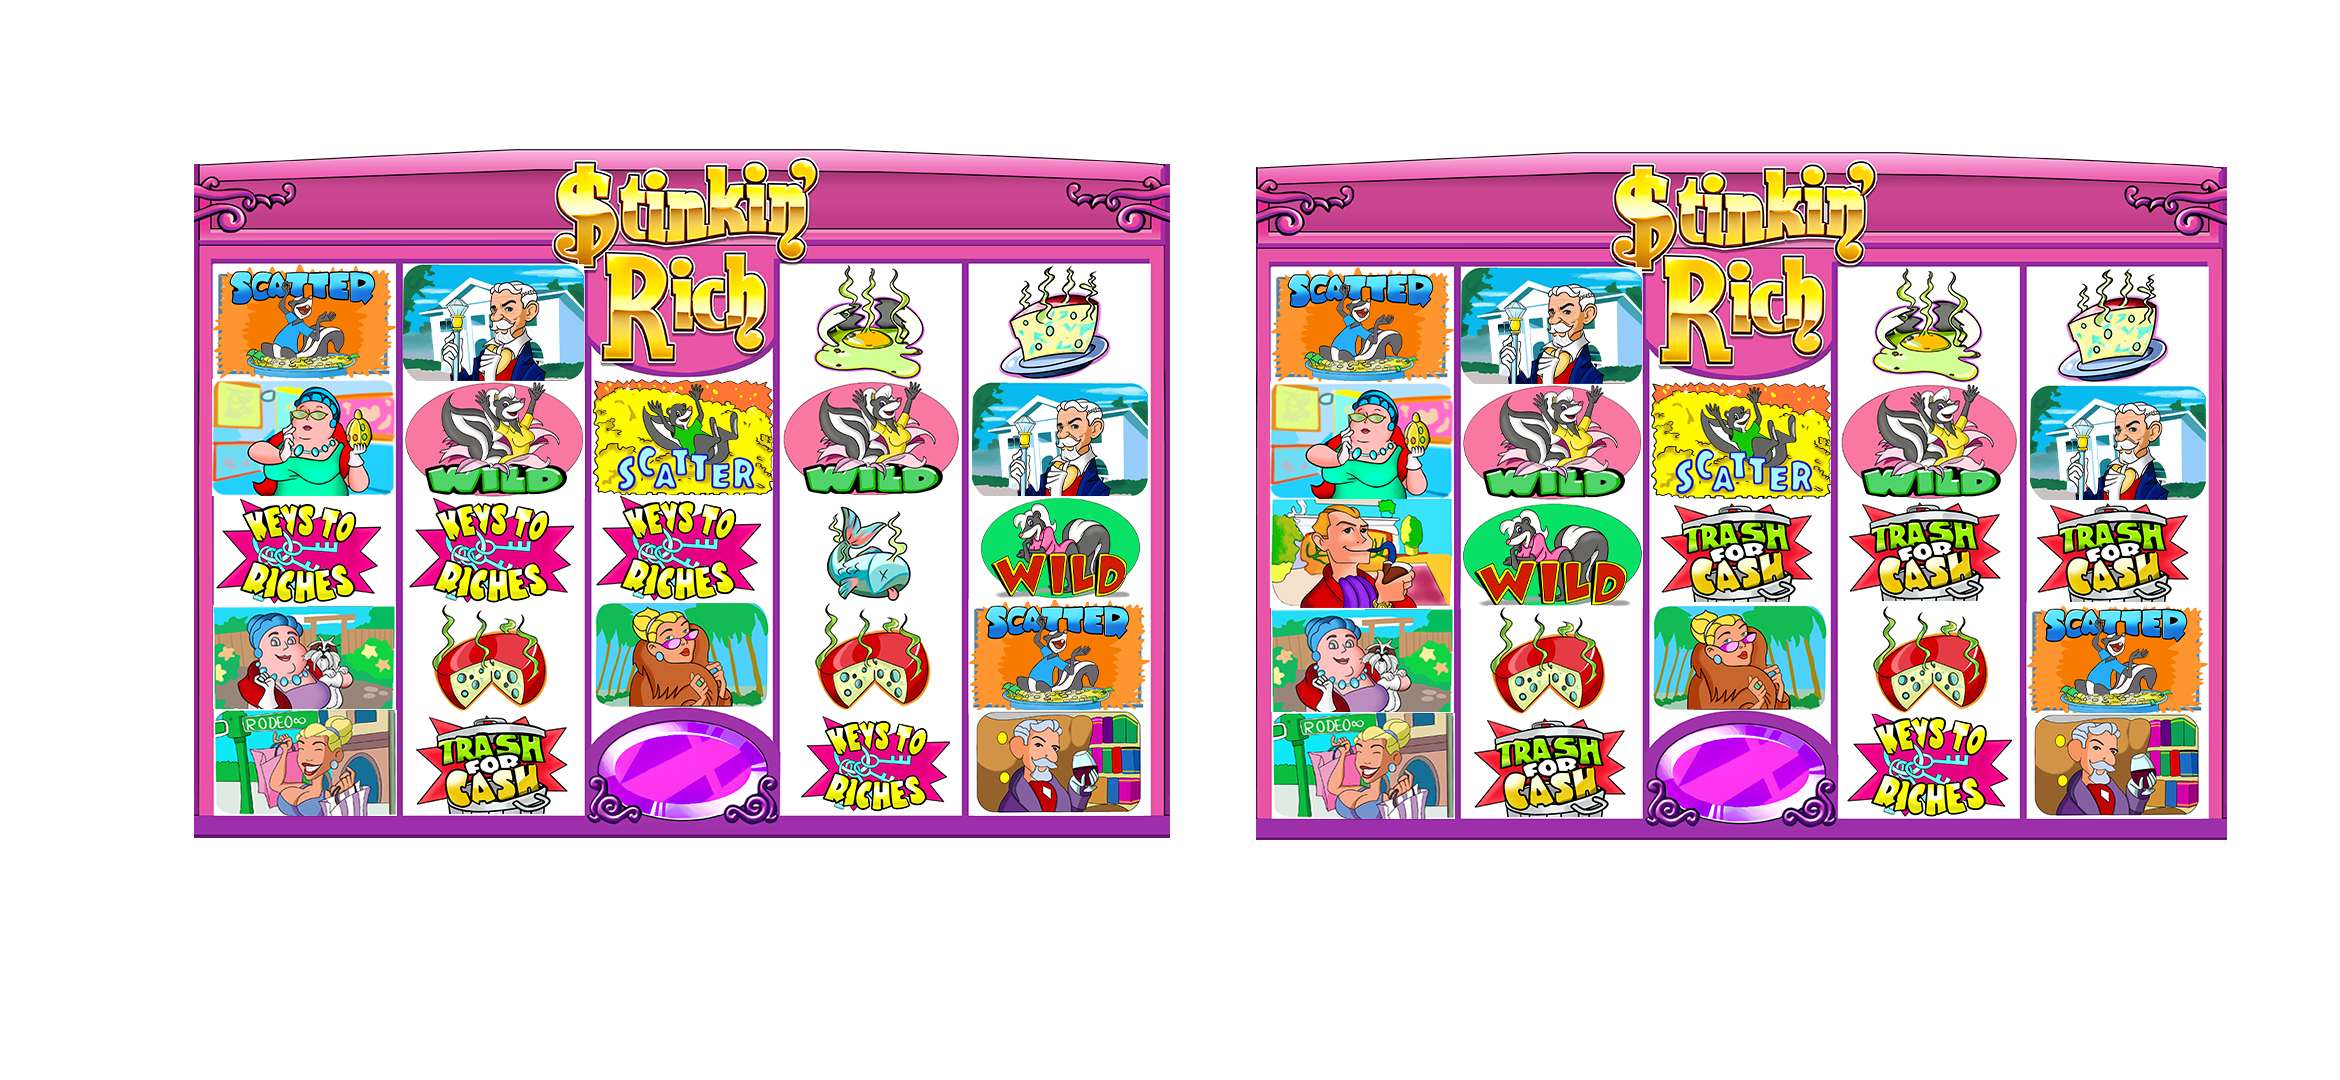 $tinkin'
Rich
SCATTER
WILD
SCATTER
WILD
KEYS TO
RICHES
KEYS TO
RICHES
KEYS TO
RICHES
WILD
SCATTER
RODEO∞
TRASH
FOR
CASH
KEYS TO
RICHES
$tinkin'
Rich
SCATTER
WILD
SCATTER
WILD
WILD
TRASH
FOR
CASH
TRASH
FOR
CASH
TRASH
FOR
CASH
SCATTER
RODEO∞
TRASH
FOR
CASH
KEYS TO
RICHES